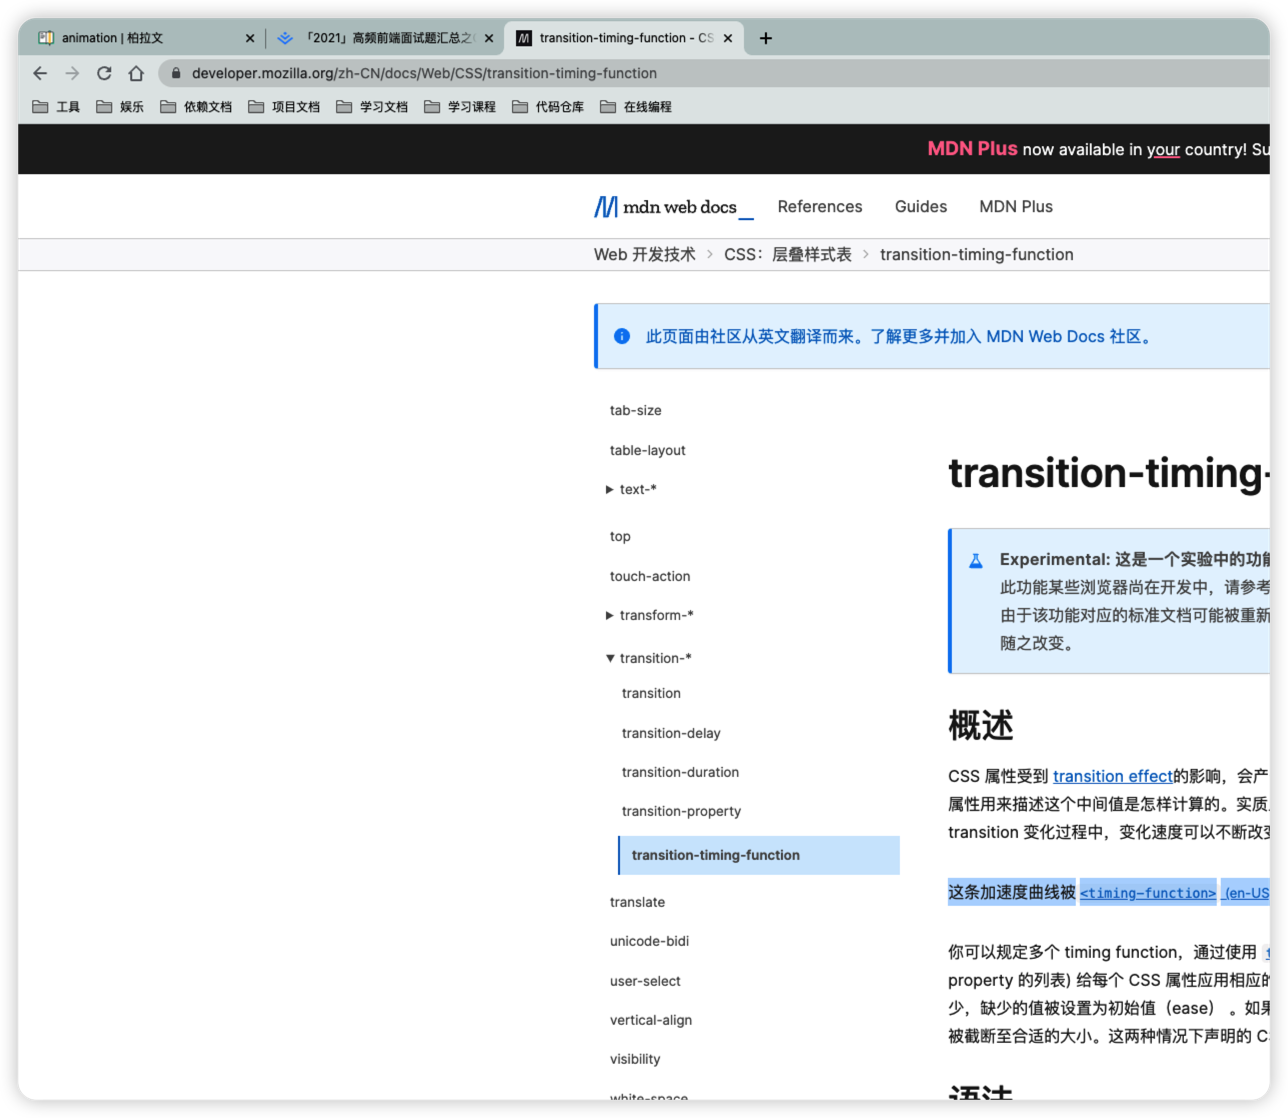 animation | 柏拉文
「2021」高频前端面试题汇总之
transition-timing-function - CS
developer.mozilla.org/zh-CN/docs/Web/CSS/transition-timing-function
工具 娱乐 依赖文档 项目文档 学习文档 学习课程 代码仓库 在线编程
MDN Plus now available in your country! Su
mdn web docs References Guides MDN Plus
Web 开发技术 > CSS：层叠样式表 > transition-timing-function
此页面由社区从英文翻译而来。了解更多并加入 MDN Web Docs 社区。
tab-size
table-layout
text-*
top
touch-action
transform-*
transition-*
transition
transition-delay
transition-duration
transition-property
transition-timing-function
translate
unicode-bidi
user-select
vertical-align
visibility
white-space
transition-timing-
Experimental: 这是一个实验中的功能
此功能某些浏览器尚在开发中，请参考
由于该功能对应的标准文档可能被重新
随之改变。
概述
CSS 属性受到 transition effect的影响，会产
属性用来描述这个中间值是怎样计算的。实质
transition 变化过程中，变化速度可以不断改变
这条加速度曲线被 <timing-function> (en-US
你可以规定多个 timing function，通过使用
property 的列表) 给每个 CSS 属性应用相应的
少，缺少的值被设置为初始值（ease） 。如果
被截断至合适的大小。这两种情况下声明的 C
语法